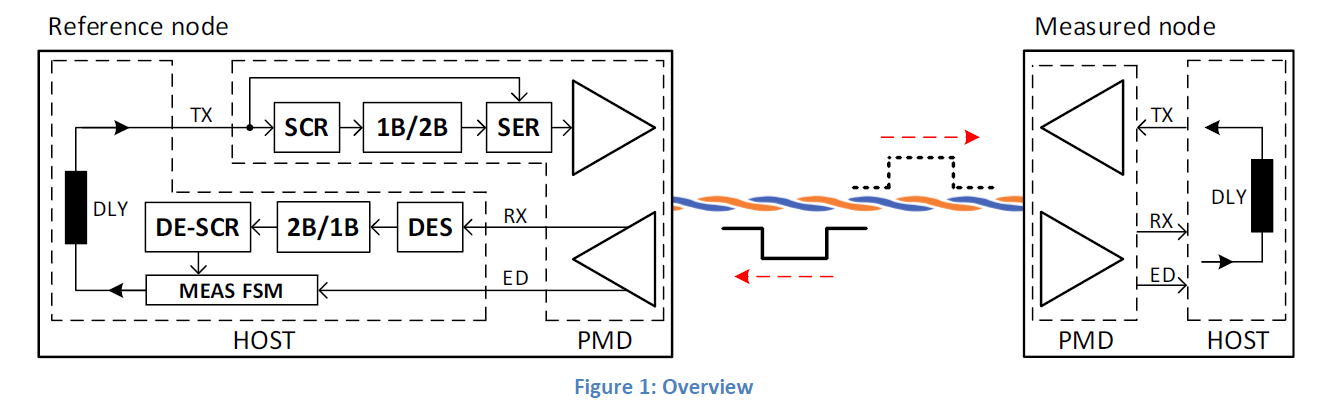 Reference node
Measured node
TX
SCR
1B/2B
SER
TX
DLY
DE-SCR
2B/1B
DES
RX
RX
DLY
MEAS FSM
ED
ED
HOST
PMD
PMD
HOST
Figure 1: Overview